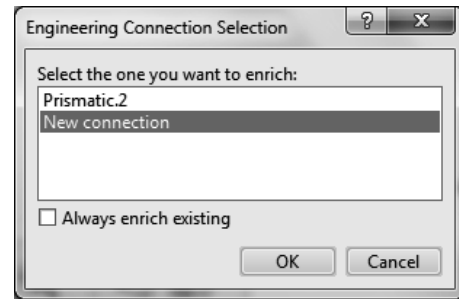 Engineering Connection Selection
?
X
Select the one you want to enrich:
Prismatic.2
New connection
Always enrich existing
OK
Cancel